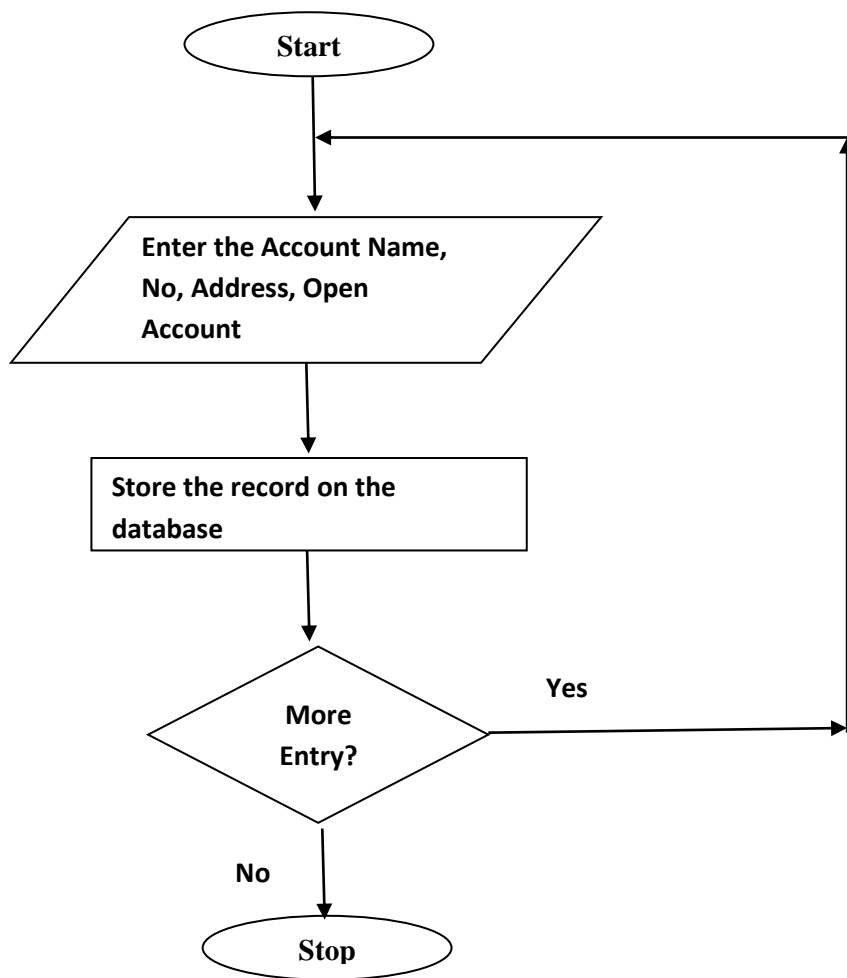 Start
Enter the Account Name,
No, Address, Open
Account
Store the record on the
database
More
Entry?
Yes
No
Stop